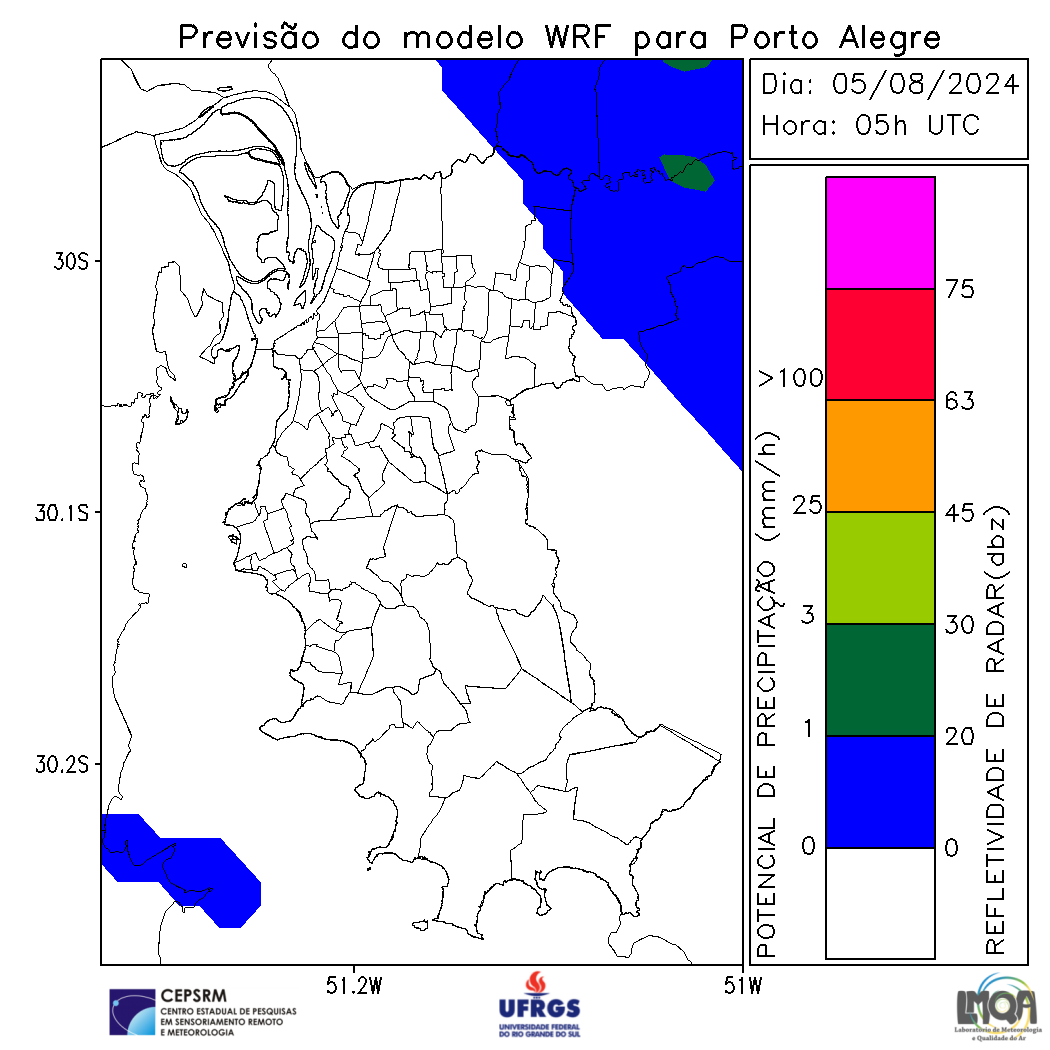 Previsão do modelo WRF para Porto Alegre
Dia: 05/08/2024
Hora: 05h UTC
30S
30.1S
30.2S
51.2W
51W
POTENCIAL DE PRECIPITAÇÃO (mm/h)
>100
25
3
1
0
75
63
45
30
20
0
REFLETIVIDADE DE RADAR(dbz)
CEPSRM
CENTRO ESTADUAL DE PESQUISAS
EM SENSORIAMENTO REMOTO
E METEOROLOGIA
UFRGS
UNIVERSIDADE FEDERAL
DO RIO GRANDE DO SUL
LMQA
Laboratório de Meteorologia
e Qualidade do Ar